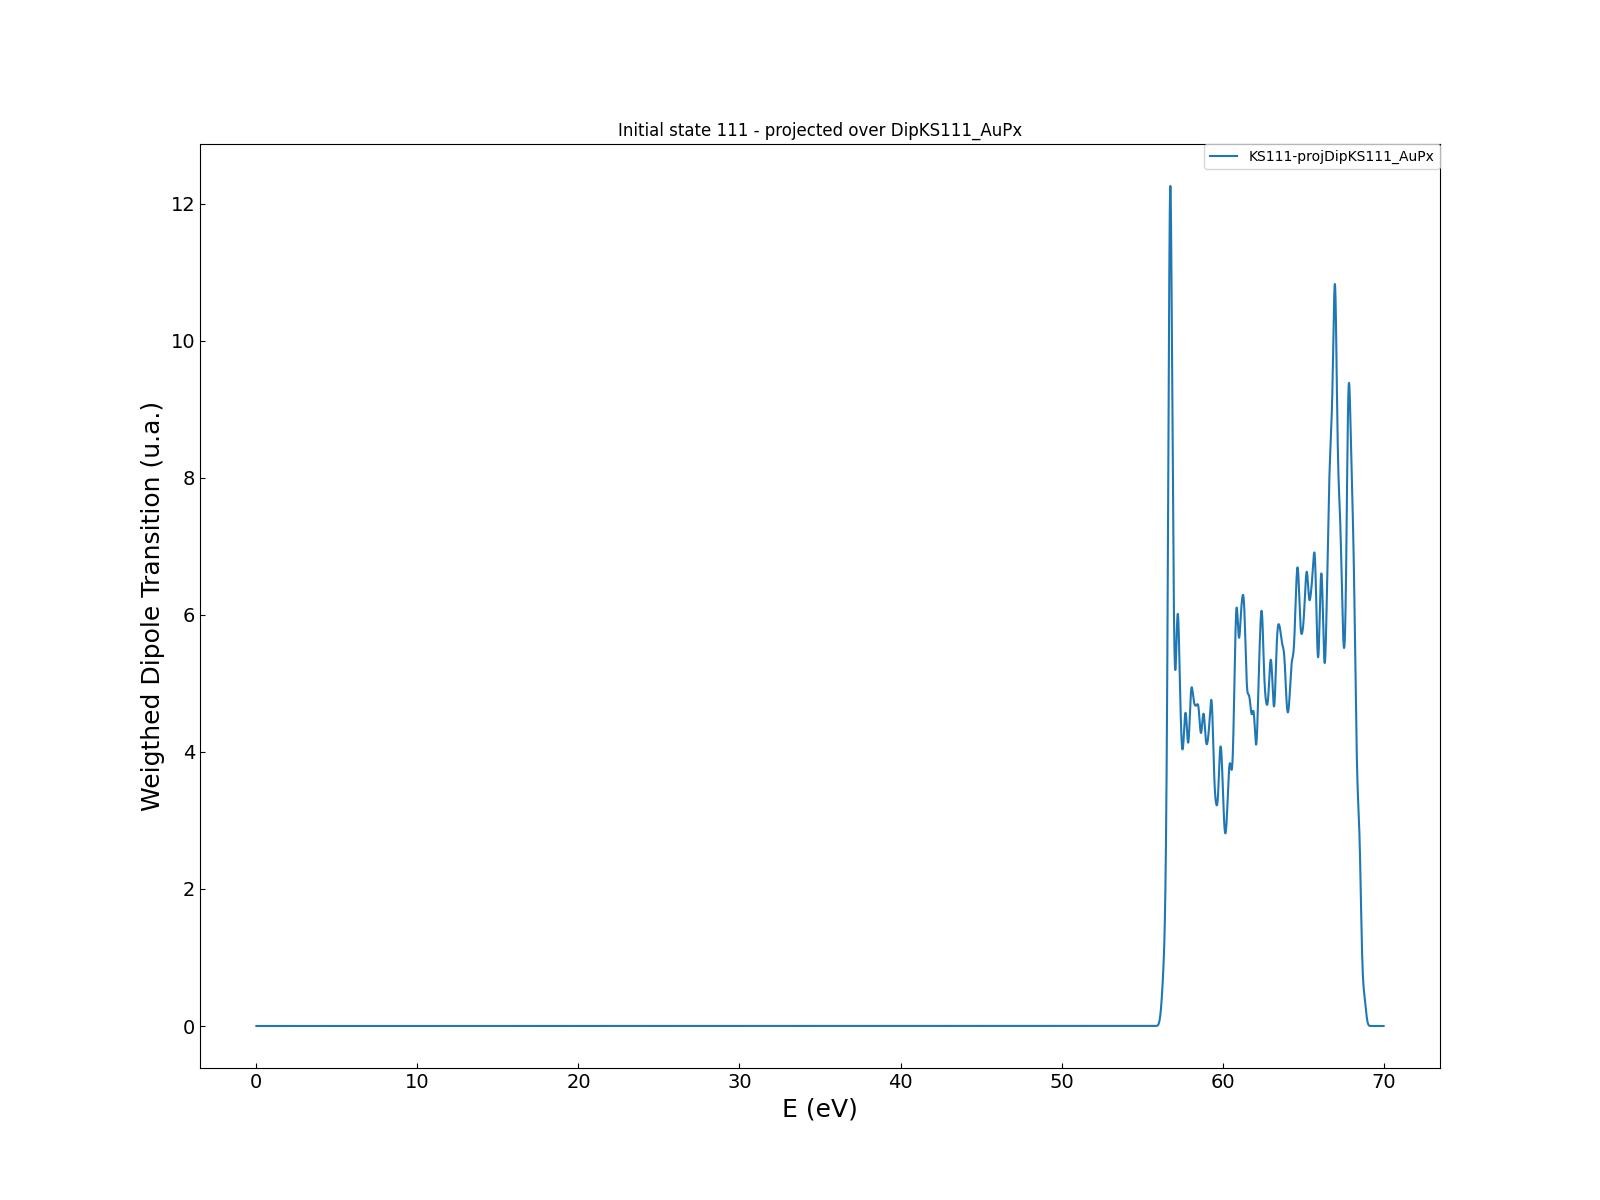 Initial state 111 - projected over DipKS111_AuPx
KS111-projDipKS111_AuPx
Weigthed Dipole Transition (u.a.)
12
10
8
6
4
2
0
0 10 20 30 40 50 60 70
E (eV)